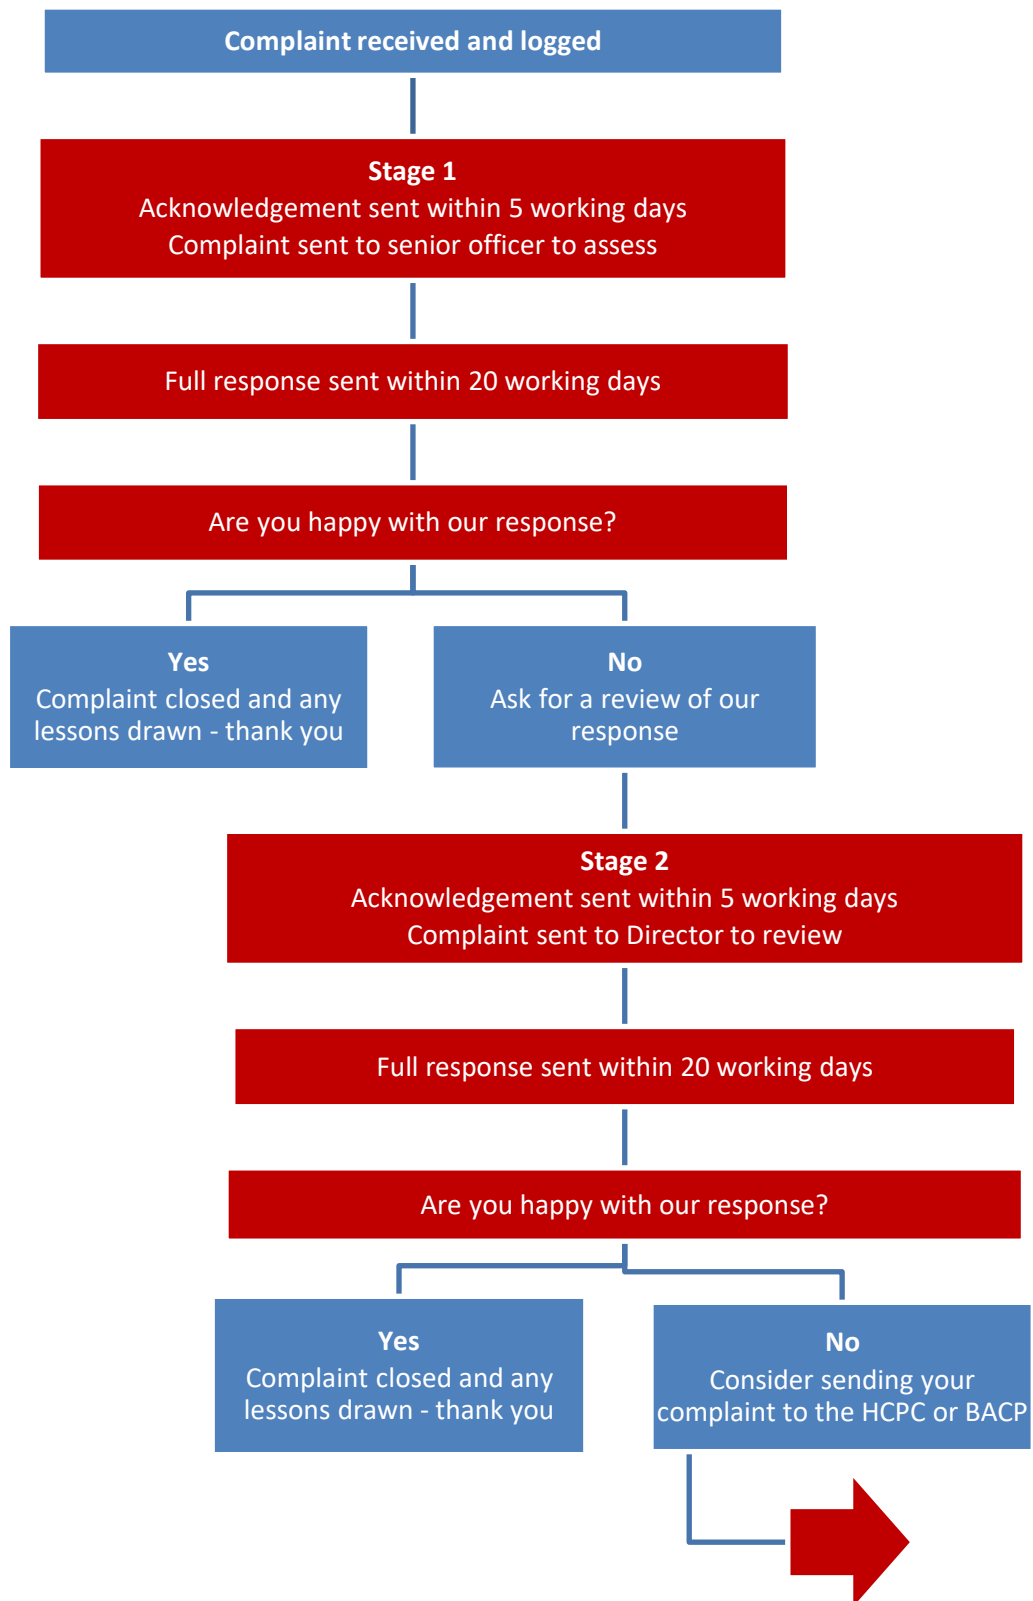 Complaint received and logged
Stage 1
Acknowledgement sent within 5 working days
Complaint sent to senior officer to assess
Full response sent within 20 working days
Are you happy with our response?
Yes
Complaint closed and any
lessons drawn - thank you
No
Ask for a review of our
response
Stage 2
Acknowledgement sent within 5 working days
Complaint sent to Director to review
Full response sent within 20 working days
Are you happy with our response?
Yes
Complaint closed and any
lessons drawn - thank you
No
Consider sending your
complaint to the HCPC or BACP